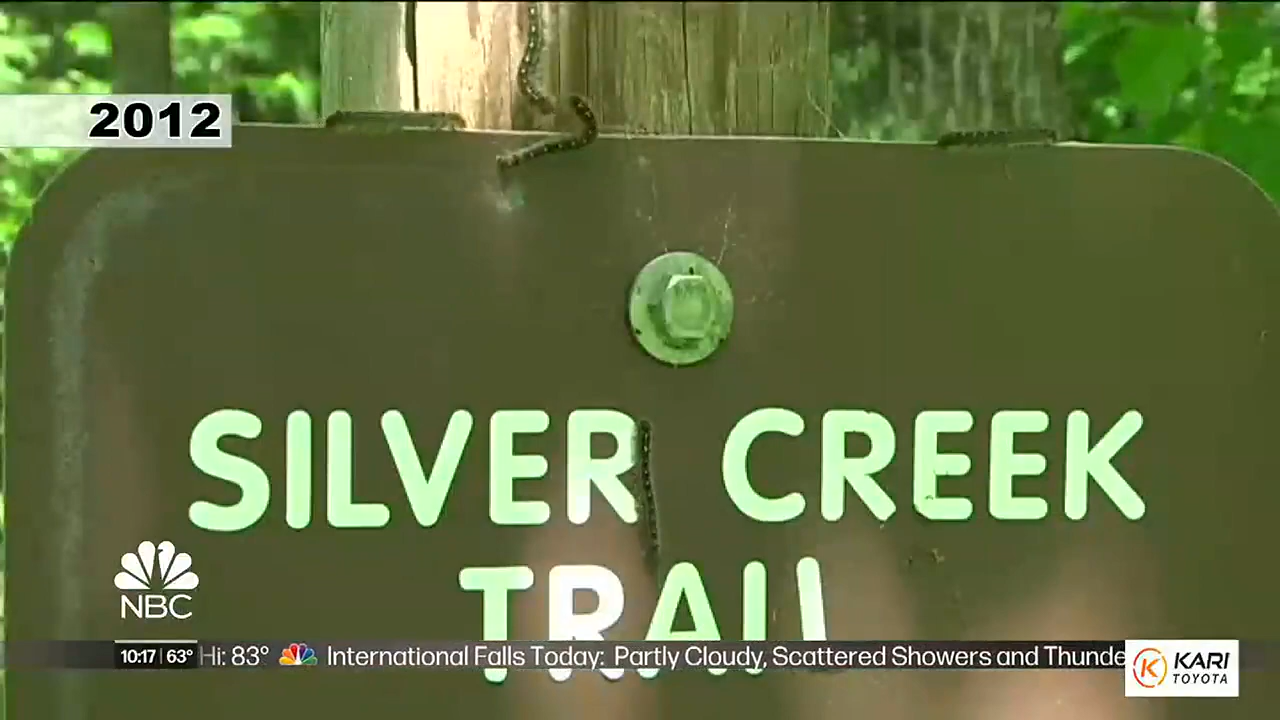 2012
SILVER CREEK
TRAIL
NBC
10:17 63° Hi: 83° International Falls Today: Partly Cloudy, Scattered Showers and Thunde
KARI
TOYOTA